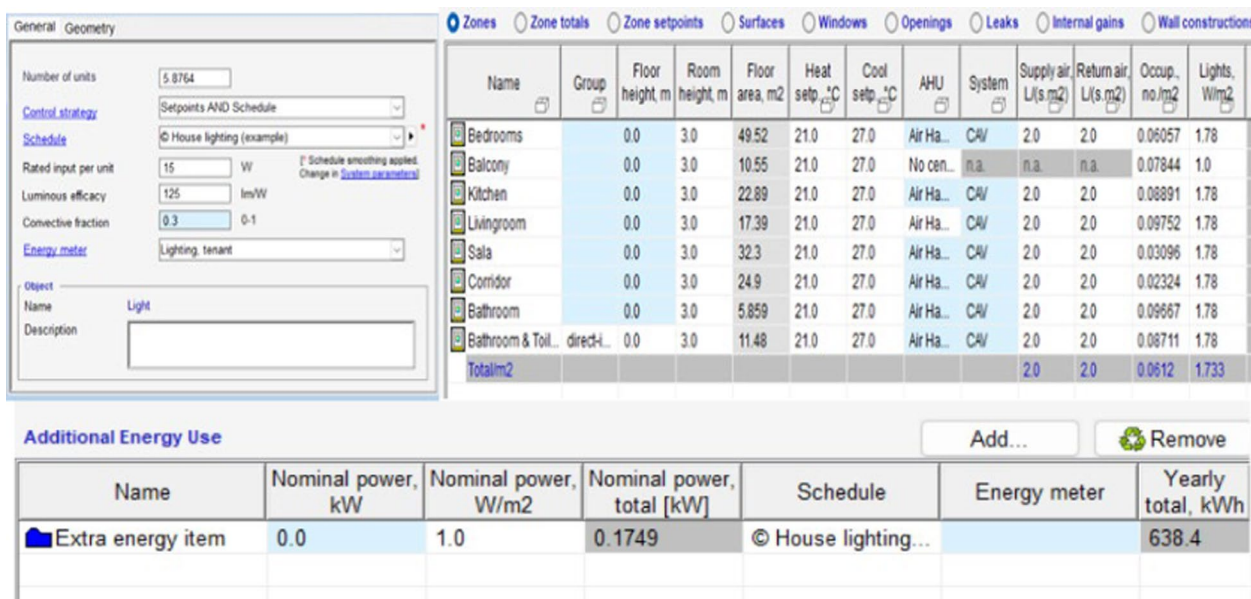 General Geometry
Number of units 5.8764
Control strategy Setpoints AND Schedule
Schedule © House lighting (example) *
Rated input per unit 15 W [* Schedule smoothing applied.
Change in System parameters]
Luminous efficacy 125 lm/W
Convective fraction 0.3 0-1
Energy meter Lighting, tenant
Object
Name Light
Description
Zones Zone totals Zone setpoints Surfaces Windows Openings Leaks Internal gains Wall constructions
Name Group Floor height, m Room height, m Floor area, m2 Heat setp., °C Cool setp., °C AHU System Supply air, L/(s.m2) Return air, L/(s.m2) Occup., no./m2 Lights, W/m2
Bedrooms 0.0 3.0 49.52 21.0 27.0 Air Ha... CAV 2.0 2.0 0.06057 1.78
Balcony 0.0 3.0 10.55 21.0 27.0 No cen... n.a. n.a. n.a. 0.07844 1.0
Kitchen 0.0 3.0 22.89 21.0 27.0 Air Ha... CAV 2.0 2.0 0.08891 1.78
Livingroom 0.0 3.0 17.39 21.0 27.0 Air Ha... CAV 2.0 2.0 0.09752 1.78
Sala 0.0 3.0 32.3 21.0 27.0 Air Ha... CAV 2.0 2.0 0.03096 1.78
Corridor 0.0 3.0 24.9 21.0 27.0 Air Ha... CAV 2.0 2.0 0.02324 1.78
Bathroom 0.0 3.0 5.859 21.0 27.0 Air Ha... CAV 2.0 2.0 0.09667 1.78
Bathroom & Toil... direct-i... 0.0 3.0 11.48 21.0 27.0 Air Ha... CAV 2.0 2.0 0.08711 1.78
Total/m2 2.0 2.0 0.0612 1.733
Additional Energy Use Add... Remove
Name Nominal power, kW Nominal power, W/m2 Nominal power, total [kW] Schedule Energy meter Yearly total, kWh
Extra energy item 0.0 1.0 0.1749 © House lighting... 638.4